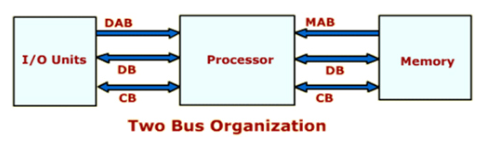 DAB
MAB
I/O Units
Processor
Memory
DB
DB
CB
CB
Two Bus Organization